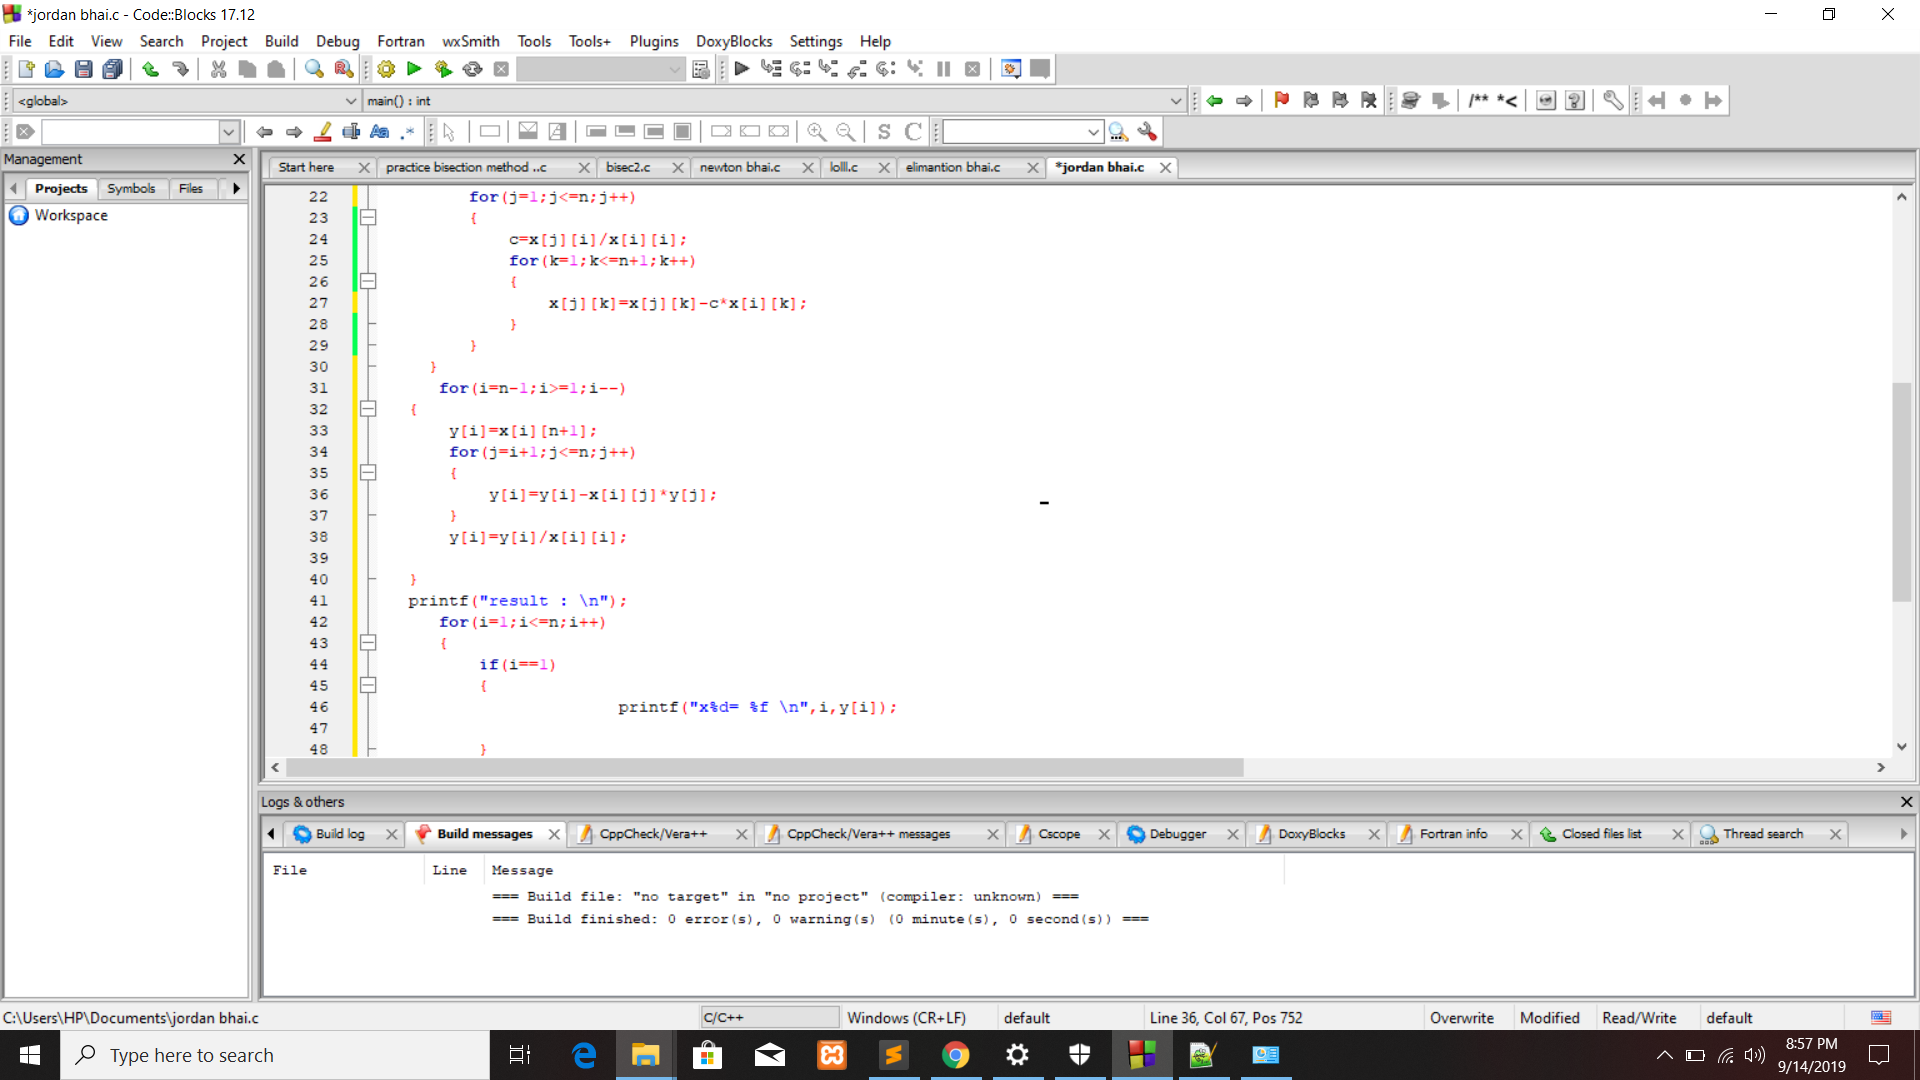 *jordan bhai.c - Code::Blocks 17.12
File Edit View Search Project Build Debug Fortran wxSmith Tools Tools+ Plugins DoxyBlocks Settings Help
<global> main() : int
/** *<
Aa .*
S C
Management
Projects Symbols Files
Workspace
Start here practice bisection method ..c bisec2.c newton bhai.c lolll.c elimantion bhai.c *jordan bhai.c
22 for(j=1;j<=n;j++)
23 {
24 c=x[j][i]/x[i][i];
25 for(k=1;k<=n+1;k++)
26 {
27 x[j][k]=x[j][k]-c*x[i][k];
28 }
29 }
30 }
31 for(i=n-1;i>=1;i--)
32 {
33 y[i]=x[i][n+1];
34 for(j=i+1;j<=n;j++)
35 {
36 y[i]=y[i]-x[i][j]*y[j];
37 }
38 y[i]=y[i]/x[i][i];
39
40 }
41 printf("result : \n");
42 for(i=1;i<=n;i++)
43 {
44 if(i==1)
45 {
46 printf("x%d= %f \n",i,y[i]);
47
48 }
Logs & others
Build log Build messages CppCheck/Vera++ CppCheck/Vera++ messages Cscope Debugger DoxyBlocks Fortran info Closed files list Thread search
File Line Message
=== Build file: "no target" in "no project" (compiler: unknown) ===
=== Build finished: 0 error(s), 0 warning(s) (0 minute(s), 0 second(s)) ===
C:\Users\HP\Documents\jordan bhai.c C/C++ Windows (CR+LF) default Line 36, Col 67, Pos 752 Overwrite Modified Read/Write default
Type here to search
8:57 PM
9/14/2019